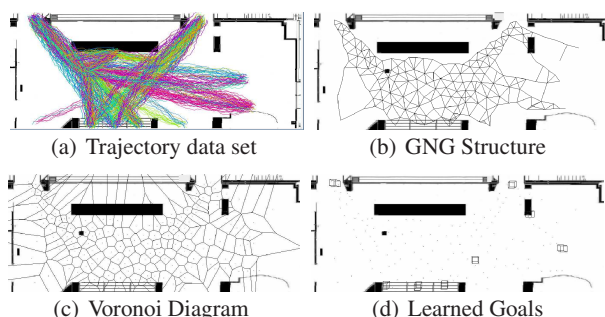 (a) Trajectory data set
(b) GNG Structure
(c) Voronoi Diagram
(d) Learned Goals